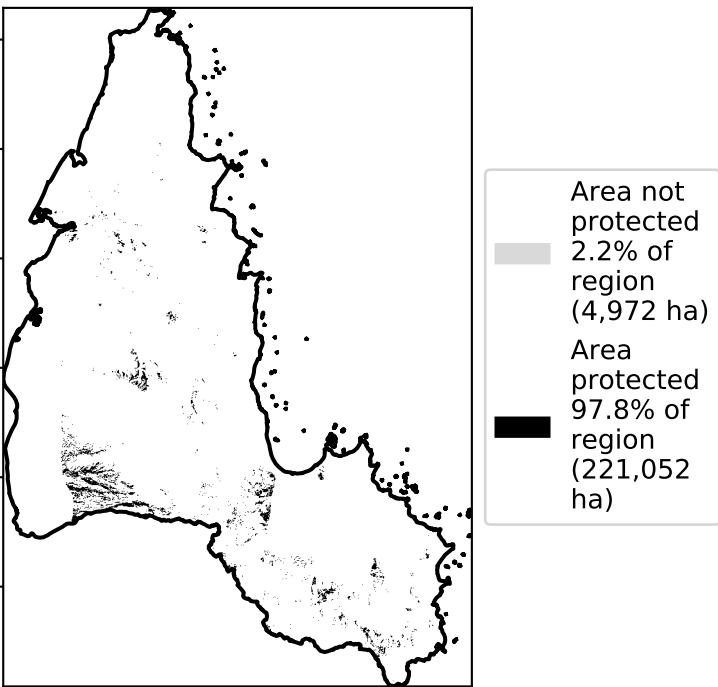 Area not
protected
2.2% of
region
(4,972 ha)
Area
protected
97.8% of
region
(221,052
ha)